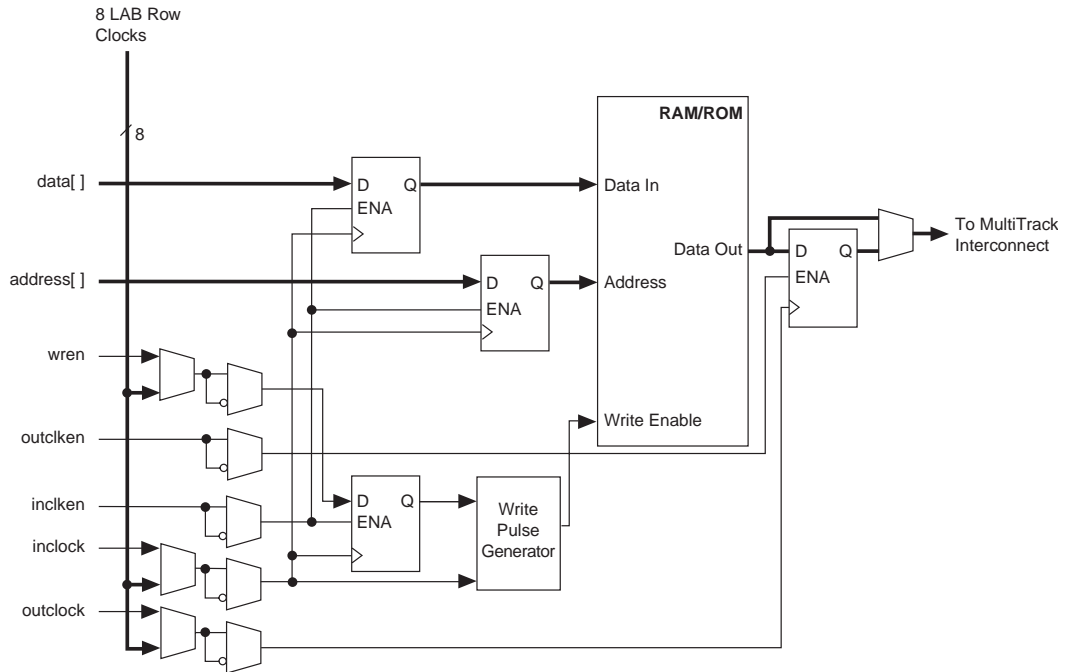 8 LAB Row
Clocks
8
RAM/ROM
data[ ]
D Q
ENA
Data In
To MultiTrack
Interconnect
Data Out
D Q
ENA
address[ ]
D Q
ENA
Address
wren
Write Enable
outclken
inclken
D Q
ENA
Write
Pulse
Generator
inclock
outclock